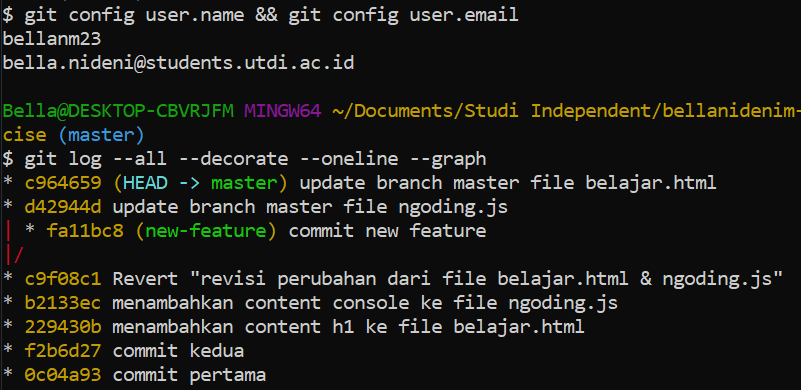 $ git config user.name && git config user.email
bellanm23
bella.nideni@students.utdi.ac.id
Bella@DESKTOP-CBVRJFM MINGW64 ~/Documents/Studi Independent/bellanidenim-
cise (master)
$ git log --all --decorate --oneline --graph
* c964659 (HEAD -> master) update branch master file belajar.html
* d42944d update branch master file ngoding.js
| * fa11bc8 (new-feature) commit new feature
|/
* c9f08c1 Revert "revisi perubahan dari file belajar.html & ngoding.js"
* b2133ec menambahkan content console ke file ngoding.js
* 229430b menambahkan content h1 ke file belajar.html
* f2b6d27 commit kedua
* 0c04a93 commit pertama